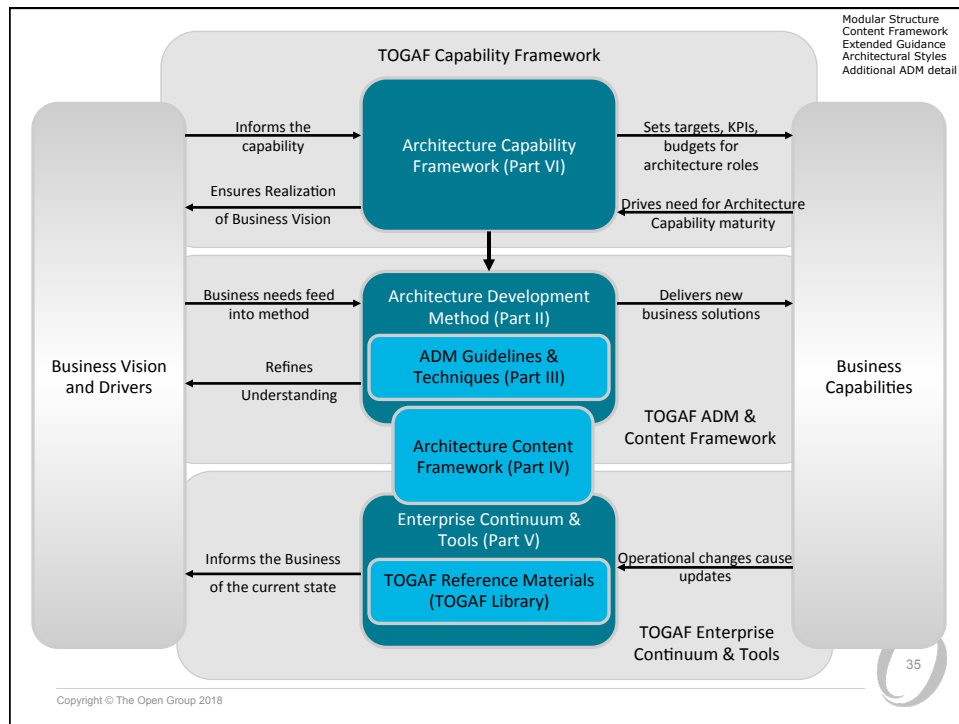 Modular Structure
Content Framework
Extended Guidance
Architectural Styles
Additional ADM detail
TOGAF Capability Framework
Informs the
capability
Architecture Capability
Framework (Part VI)
Sets targets, KPIs,
budgets for
architecture roles
Ensures Realization
of Business Vision
Drives need for Architecture
Capability maturity
Business needs feed
into method
Architecture Development
Method (Part II)
Delivers new
business solutions
ADM Guidelines &
Techniques (Part III)
Business Vision
and Drivers
Refines
Understanding
Business
Capabilities
TOGAF ADM &
Content Framework
Architecture Content
Framework (Part IV)
Enterprise Continuum &
Tools (Part V)
Informs the Business
of the current state
TOGAF Reference Materials
(TOGAF Library)
Operational changes cause
updates
TOGAF Enterprise
Continuum & Tools
35
Copyright © The Open Group 2018